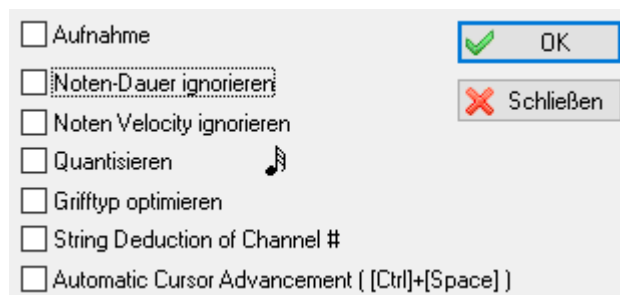 Aufnahme
OK
Noten-Dauer ignorieren
Schließen
Noten Velocity ignorieren
Quantisieren
Grifftyp optimieren
String Deduction of Channel #
Automatic Cursor Advancement ( [Ctrl]+[Space] )